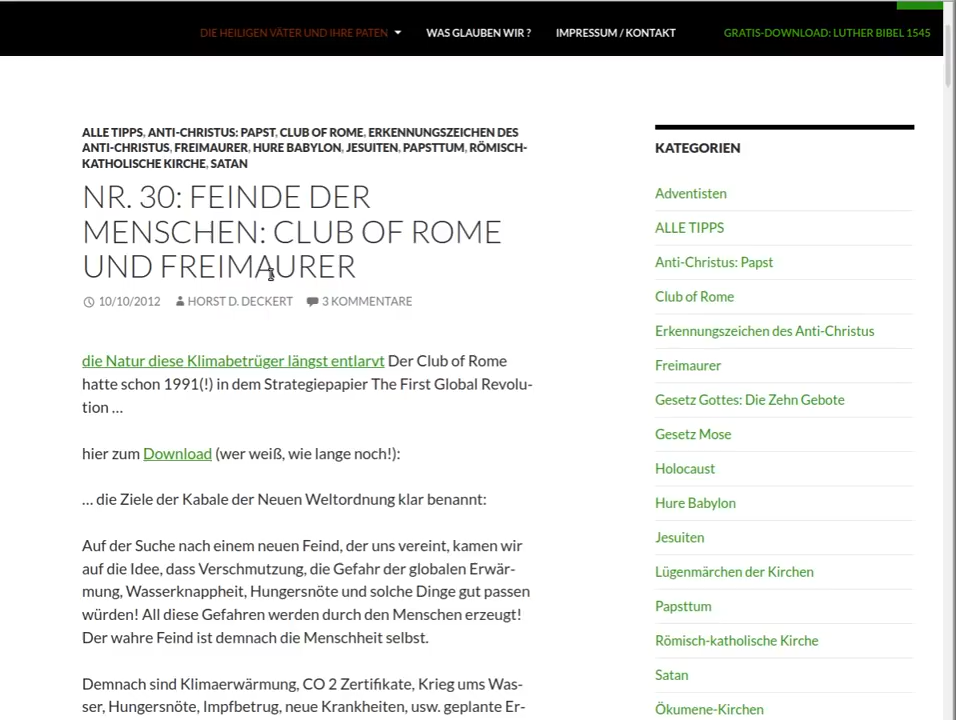 DIE HEILIGEN VÄTER UND IHRE PATEN
WAS GLAUBEN WIR ?
IMPRESSUM / KONTAKT
GRATIS-DOWNLOAD: LUTHER BIBEL 1545
ALLE TIPPS, ANTI-CHRISTUS: PAPST, CLUB OF ROME, ERKENNUNGSZEICHEN DES
ANTI-CHRISTUS, FREIMAURER, HURE BABYLON, JESUITEN, PAPSTTUM, RÖMISCH-
KATHOLISCHE KIRCHE, SATAN
NR. 30: FEINDE DER
MENSCHEN: CLUB OF ROME
UND FREIMAURER
10/10/2012 HORST D. DECKERT 3 KOMMENTARE
die Natur diese Klimabetrüger längst entlarvt Der Club of Rome
hatte schon 1991(!) in dem Strategiepapier The First Global Revolu-
tion ...
hier zum Download (wer weiß, wie lange noch!):
... die Ziele der Kabale der Neuen Weltordnung klar benannt:
Auf der Suche nach einem neuen Feind, der uns vereint, kamen wir
auf die Idee, dass Verschmutzung, die Gefahr der globalen Erwär-
mung, Wasserknappheit, Hungersnöte und solche Dinge gut passen
würden! All diese Gefahren werden durch den Menschen erzeugt!
Der wahre Feind ist demnach die Menschheit selbst.
Demnach sind Klimaerwärmung, CO 2 Zertifikate, Krieg ums Was-
ser, Hungersnöte, Impfbetrug, neue Krankheiten, usw. geplante Er-
KATEGORIEN
Adventisten
ALLE TIPPS
Anti-Christus: Papst
Club of Rome
Erkennungszeichen des Anti-Christus
Freimaurer
Gesetz Gottes: Die Zehn Gebote
Gesetz Mose
Holocaust
Hure Babylon
Jesuiten
Lügenmärchen der Kirchen
Papsttum
Römisch-katholische Kirche
Satan
Ökumene-Kirchen